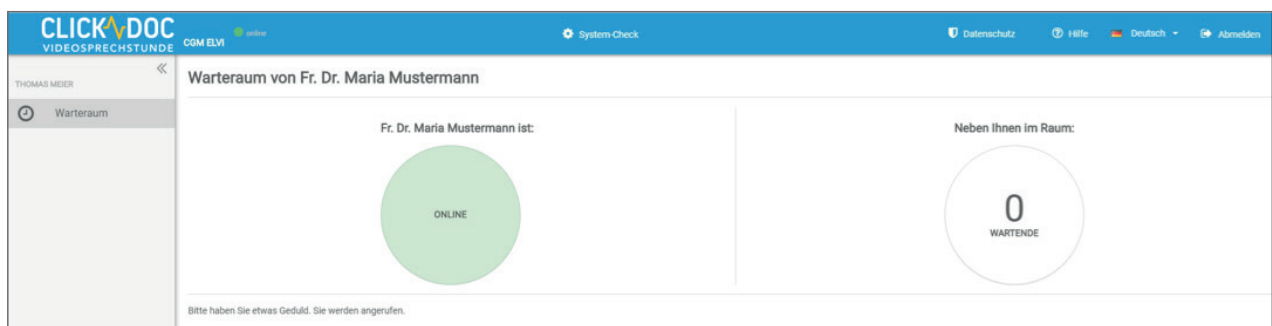 CLICK DOC
VIDEOSPRECHSTUNDE
CGM ELVI
online
System-Check
Datenschutz
Hilfe
Deutsch
Abmelden
THOMAS MEIER
Warteraum
Warteraum von Fr. Dr. Maria Mustermann
Fr. Dr. Maria Mustermann ist:
ONLINE
Neben Ihnen im Raum:
0
WARTENDE
Bitte haben Sie etwas Geduld. Sie werden angerufen.